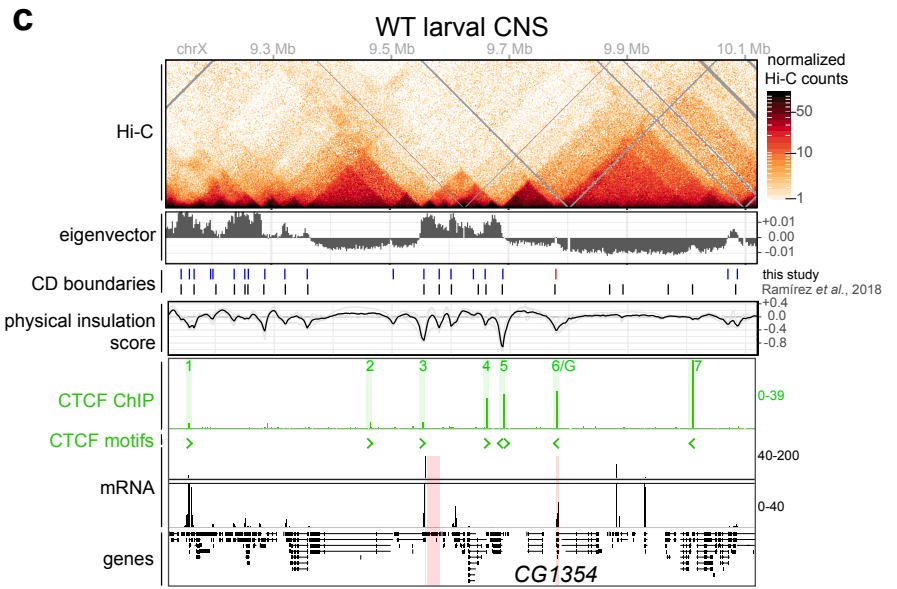 c
WT larval CNS
chrX 9.3 Mb 9.5 Mb 9.7 Mb 9.9 Mb 10.1 Mb
normalized
Hi-C counts
50
10
1
Hi-C
eigenvector
+0.01
0.00
-0.01
CD boundaries
this study
Ramírez et al., 2018
physical insulation
score
+0.4
0.0
-0.4
-0.8
1 2 3 4 5 6/G 7
CTCF ChIP
0-39
CTCF motifs
mRNA
40-200
0-40
genes
CG1354